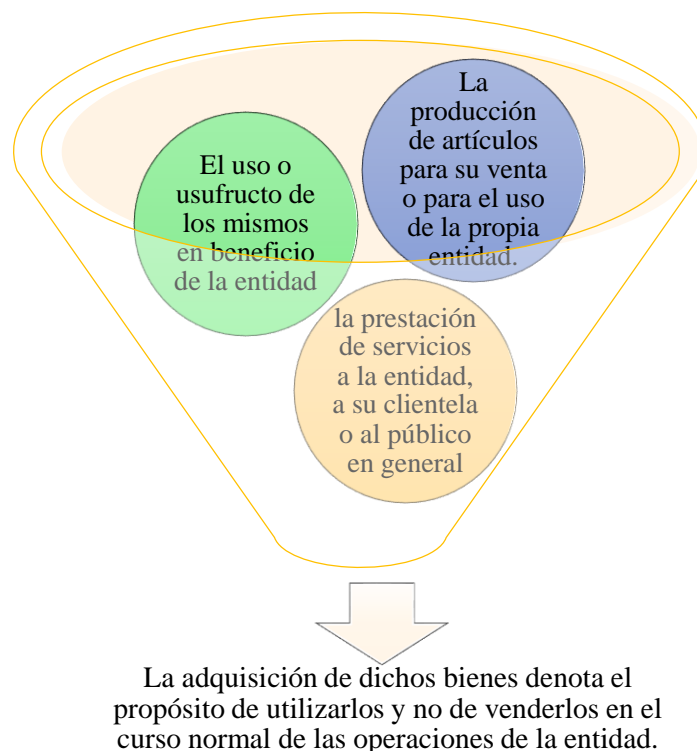 El uso o
usufructo de
los mismos
en beneficio
de la entidad
La
producción
de artículos
para su venta
o para el uso
de la propia
entidad.
la prestación
de servicios
a la entidad,
a su clientela
o al público
en general
La adquisición de dichos bienes denota el
propósito de utilizarlos y no de venderlos en el
curso normal de las operaciones de la entidad.